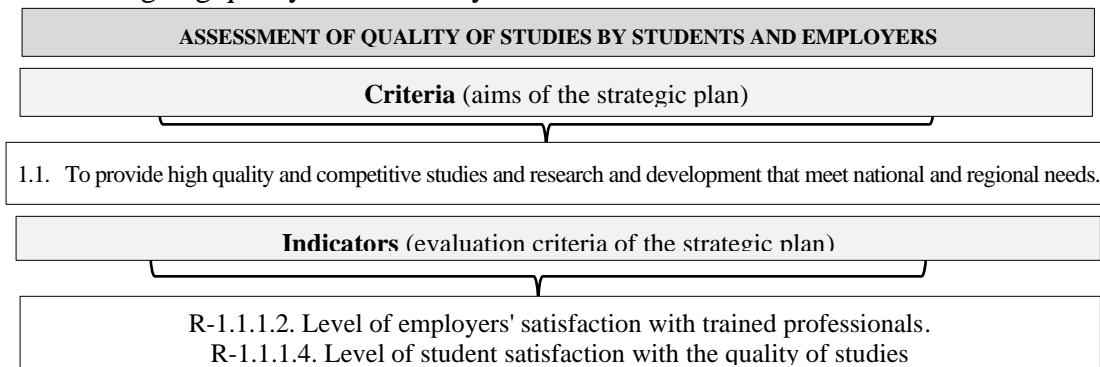 ASSESSMENT OF QUALITY OF STUDIES BY STUDENTS AND EMPLOYERS
Criteria (aims of the strategic plan)
1.1. To provide high quality and competitive studies and research and development that meet national and regional needs.
Indicators (evaluation criteria of the strategic plan)
R-1.1.1.2. Level of employers' satisfaction with trained professionals.
R-1.1.1.4. Level of student satisfaction with the quality of studies